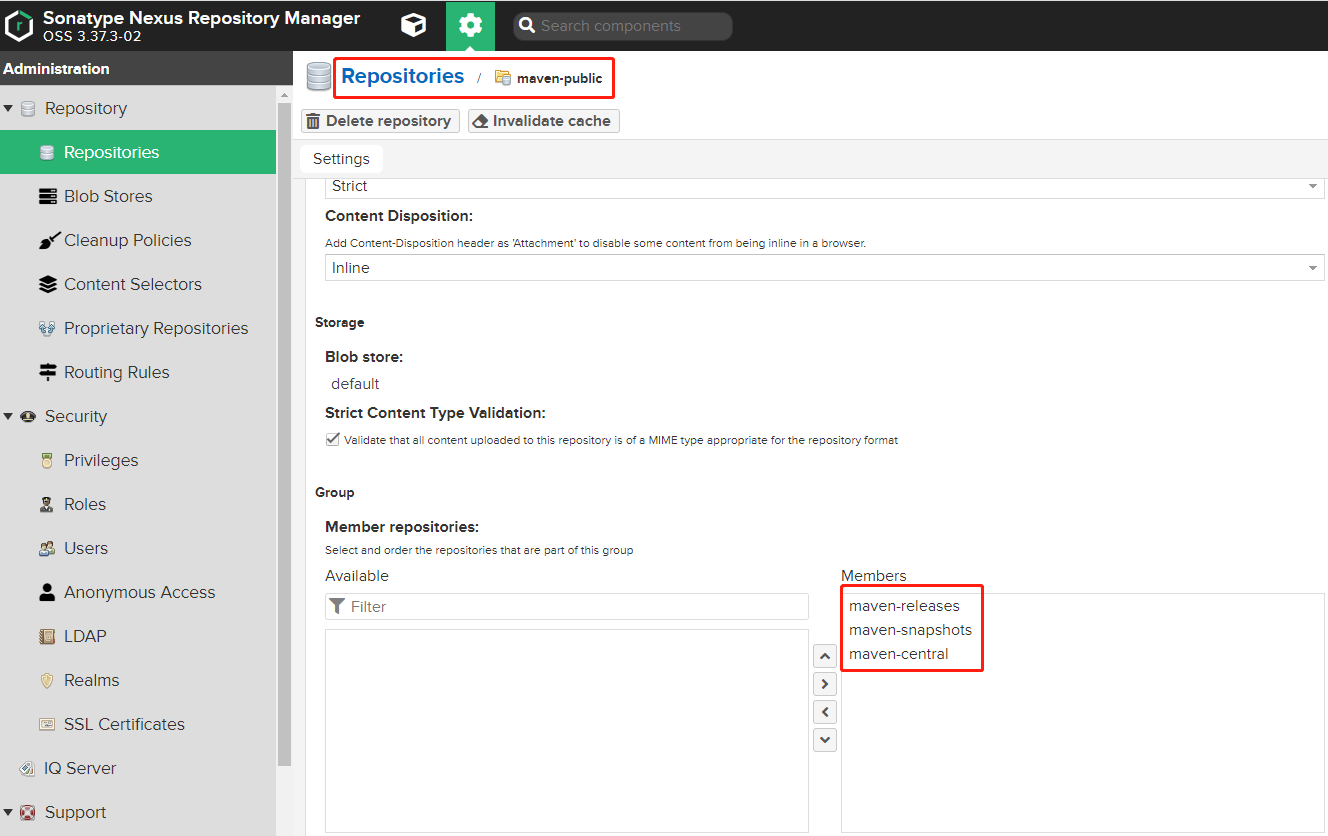 Sonatype Nexus Repository Manager
OSS 3.37.3-02
Search components
Administration
Repository
Repositories
Blob Stores
Cleanup Policies
Content Selectors
Proprietary Repositories
Routing Rules
Security
Privileges
Roles
Users
Anonymous Access
LDAP
Realms
SSL Certificates
IQ Server
Support
Repositories / maven-public
Delete repository
Invalidate cache
Settings
Strict
Content Disposition:
Add Content-Disposition header as 'Attachment' to disable some content from being inline in a browser.
Inline
Storage
Blob store:
default
Strict Content Type Validation:
Validate that all content uploaded to this repository is of a MIME type appropriate for the repository format
Group
Member repositories:
Select and order the repositories that are part of this group
Available
Filter
Members
maven-releases
maven-snapshots
maven-central